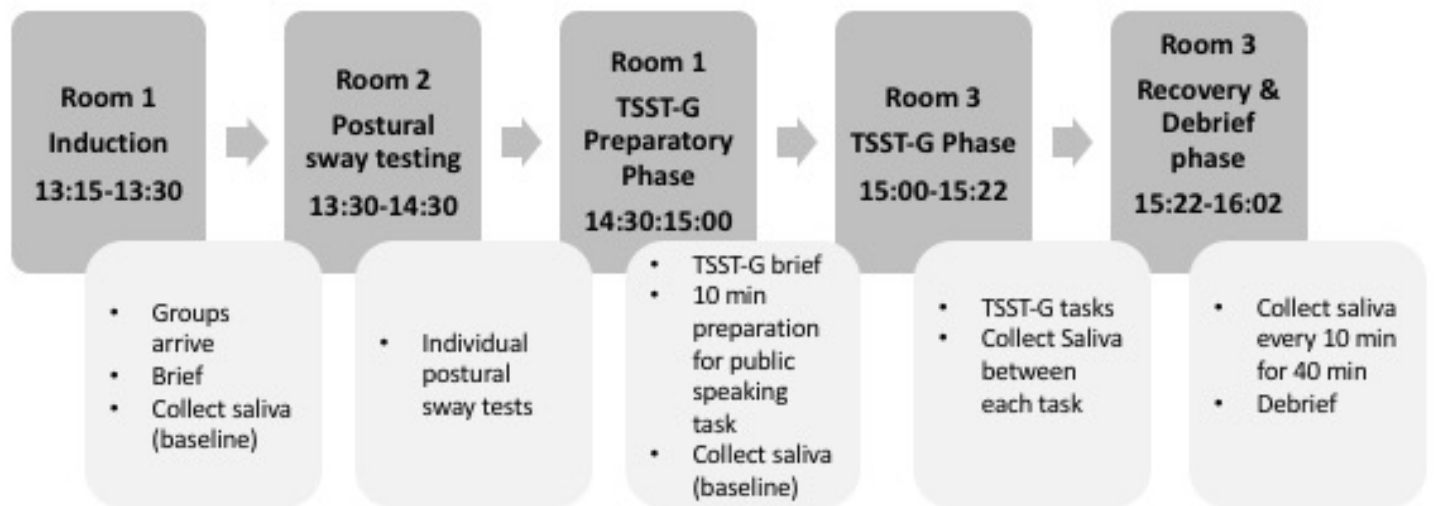 Room 1
Induction
13:15-13:30
Room 2
Postural
sway testing
13:30-14:30
Room 1
TSST-G
Preparatory
Phase
14:30:15:00
Room 3
TSST-G Phase
15:00-15:22
Room 3
Recovery &
Debrief
phase
15:22-16:02
• Groups
arrive
• Brief
• Collect saliva
(baseline)
• Individual
postural
sway tests
• TSST-G brief
• 10 min
preparation
for public
speaking
task
• Collect saliva
(baseline)
• TSST-G tasks
• Collect Saliva
between
each task
• Collect saliva
every 10 min
for 40 min
• Debrief